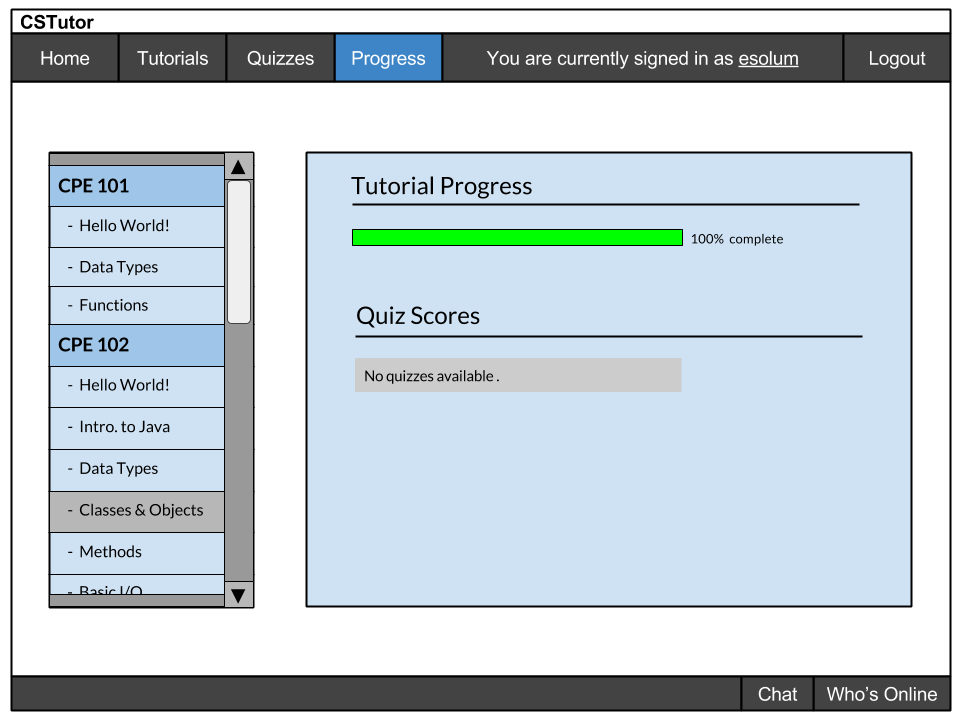 CSTutor
Home Tutorials Quizzes Progress You are currently signed in as esolum Logout
CPE 101
- Hello World!
- Data Types
- Functions
CPE 102
- Hello World!
- Intro. to Java
- Data Types
- Classes & Objects
- Methods
- Basic I/O
Tutorial Progress
100% complete
Quiz Scores
No quizzes available .
Chat Who's Online